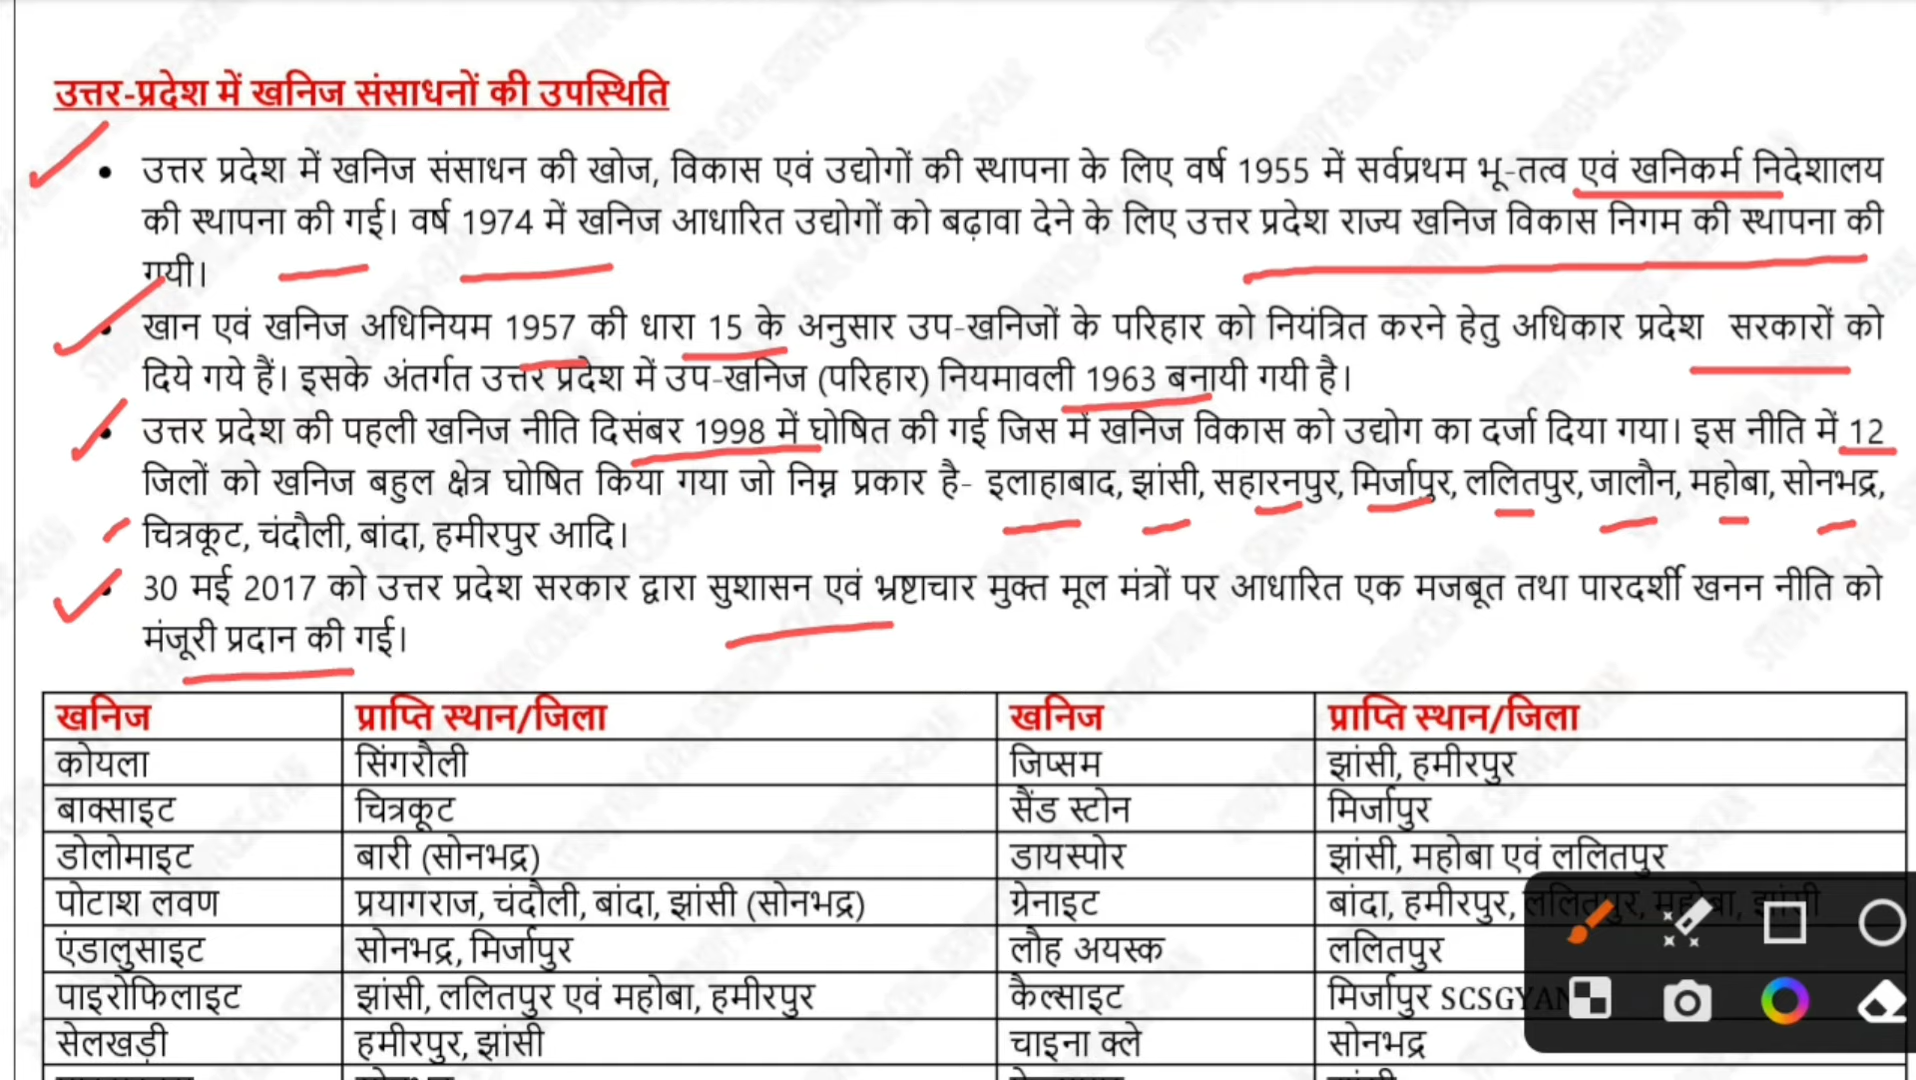 उत्तर-प्रदेश में खनिज संसाधनों की उपस्थिति
• उत्तर प्रदेश में खनिज संसाधन की खोज, विकास एवं उद्योगों की स्थापना के लिए वर्ष 1955 में सर्वप्रथम भू-तत्व एवं खनिकर्म निदेशालय
की स्थापना की गई। वर्ष 1974 में खनिज आधारित उद्योगों को बढ़ावा देने के लिए उत्तर प्रदेश राज्य खनिज विकास निगम की स्थापना की
गयी।
• खान एवं खनिज अधिनियम 1957 की धारा 15 के अनुसार उप-खनिजों के परिहार को नियंत्रित करने हेतु अधिकार प्रदेश सरकारों को
दिये गये हैं। इसके अंतर्गत उत्तर प्रदेश में उप-खनिज (परिहार) नियमावली 1963 बनायी गयी है।
• उत्तर प्रदेश की पहली खनिज नीति दिसंबर 1998 में घोषित की गई जिस में खनिज विकास को उद्योग का दर्जा दिया गया। इस नीति में 12
जिलों को खनिज बहुल क्षेत्र घोषित किया गया जो निम्न प्रकार है- इलाहाबाद, झांसी, सहारनपुर, मिर्जापुर, ललितपुर, जालौन, महोबा, सोनभद्र,
चित्रकूट, चंदौली, बांदा, हमीरपुर आदि।
• 30 मई 2017 को उत्तर प्रदेश सरकार द्वारा सुशासन एवं भ्रष्टाचार मुक्त मूल मंत्रों पर आधारित एक मजबूत तथा पारदर्शी खनन नीति को
मंजूरी प्रदान की गई।
खनिज प्राप्ति स्थान/जिला खनिज प्राप्ति स्थान/जिला
कोयला सिंगरौली जिप्सम झांसी, हमीरपुर
बाक्साइट चित्रकूट सैंड स्टोन मिर्जापुर
डोलोमाइट बारी (सोनभद्र) डायस्पोर झांसी, महोबा एवं ललितपुर
पोटाश लवण प्रयागराज, चंदौली, बांदा, झांसी (सोनभद्र) ग्रेनाइट बांदा, हमीरपुर, ललितपुर, महोबा, झांसी
एंडालुसाइट सोनभद्र, मिर्जापुर लौह अयस्क ललितपुर
पाइरोफिलाइट झांसी, ललितपुर एवं महोबा, हमीरपुर कैल्साइट मिर्जापुर SCSGYAN
सेलखड़ी हमीरपुर, झांसी चाइना क्ले सोनभद्र